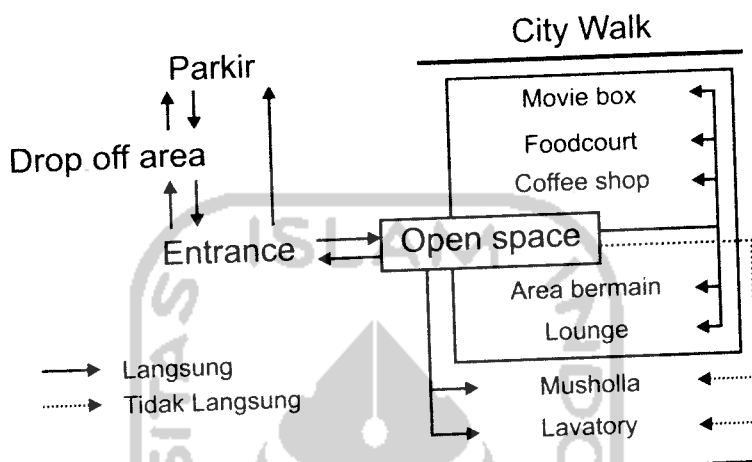 City Walk
Parkir
Movie box
Drop off area
Foodcourt
Coffee shop
Entrance
Open space
Area bermain
Lounge
Langsung
Musholla
Tidak Langsung
Lavatory
ISLAM